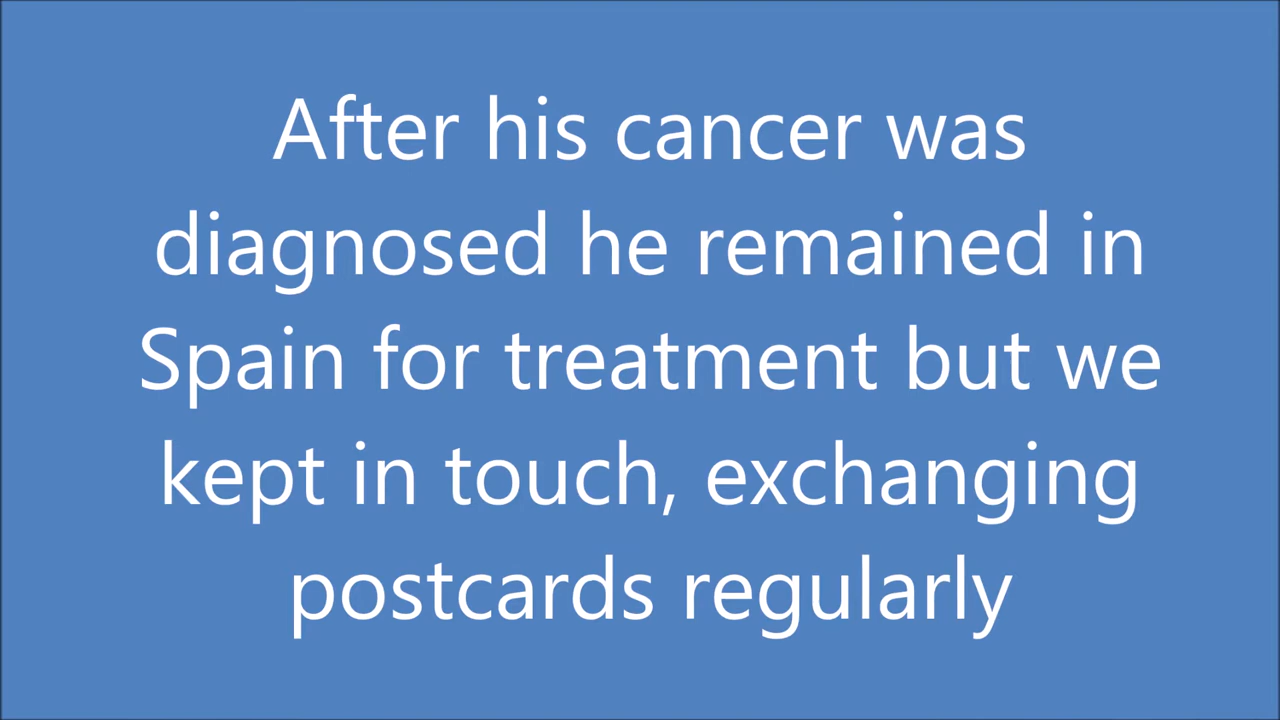 After his cancer was
diagnosed he remained in
Spain for treatment but we
kept in touch, exchanging
postcards regularly